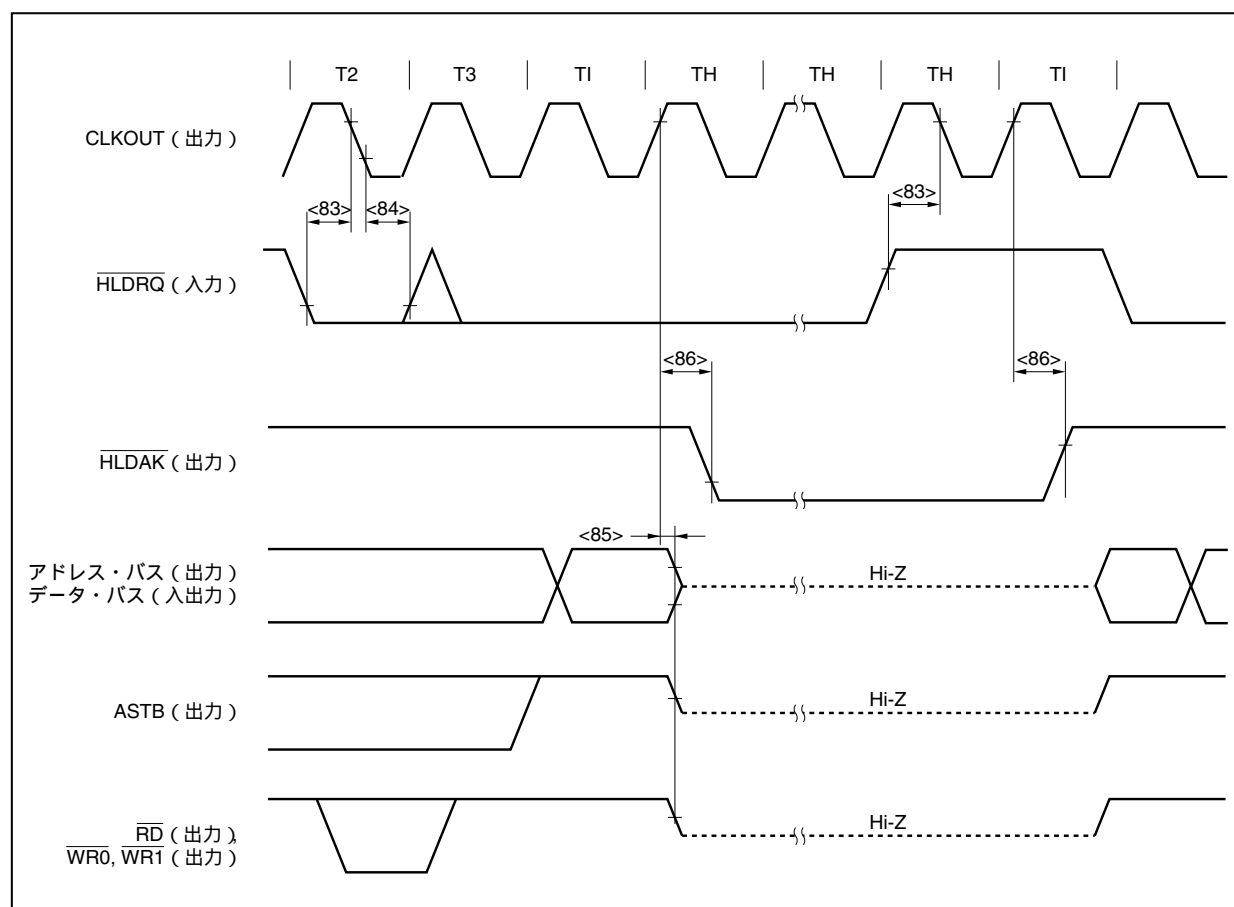 T2 T3 TI TH TH TH TI
CLKOUT（出力）
<83> <84> <83>
HLDRQ（入力）
<86> <86>
HLDAK（出力）
<85>
アドレス・バス（出力）
データ・バス（入出力）
Hi-Z
ASTB（出力）
Hi-Z
RD（出力）,
WR0, WR1（出力）
Hi-Z